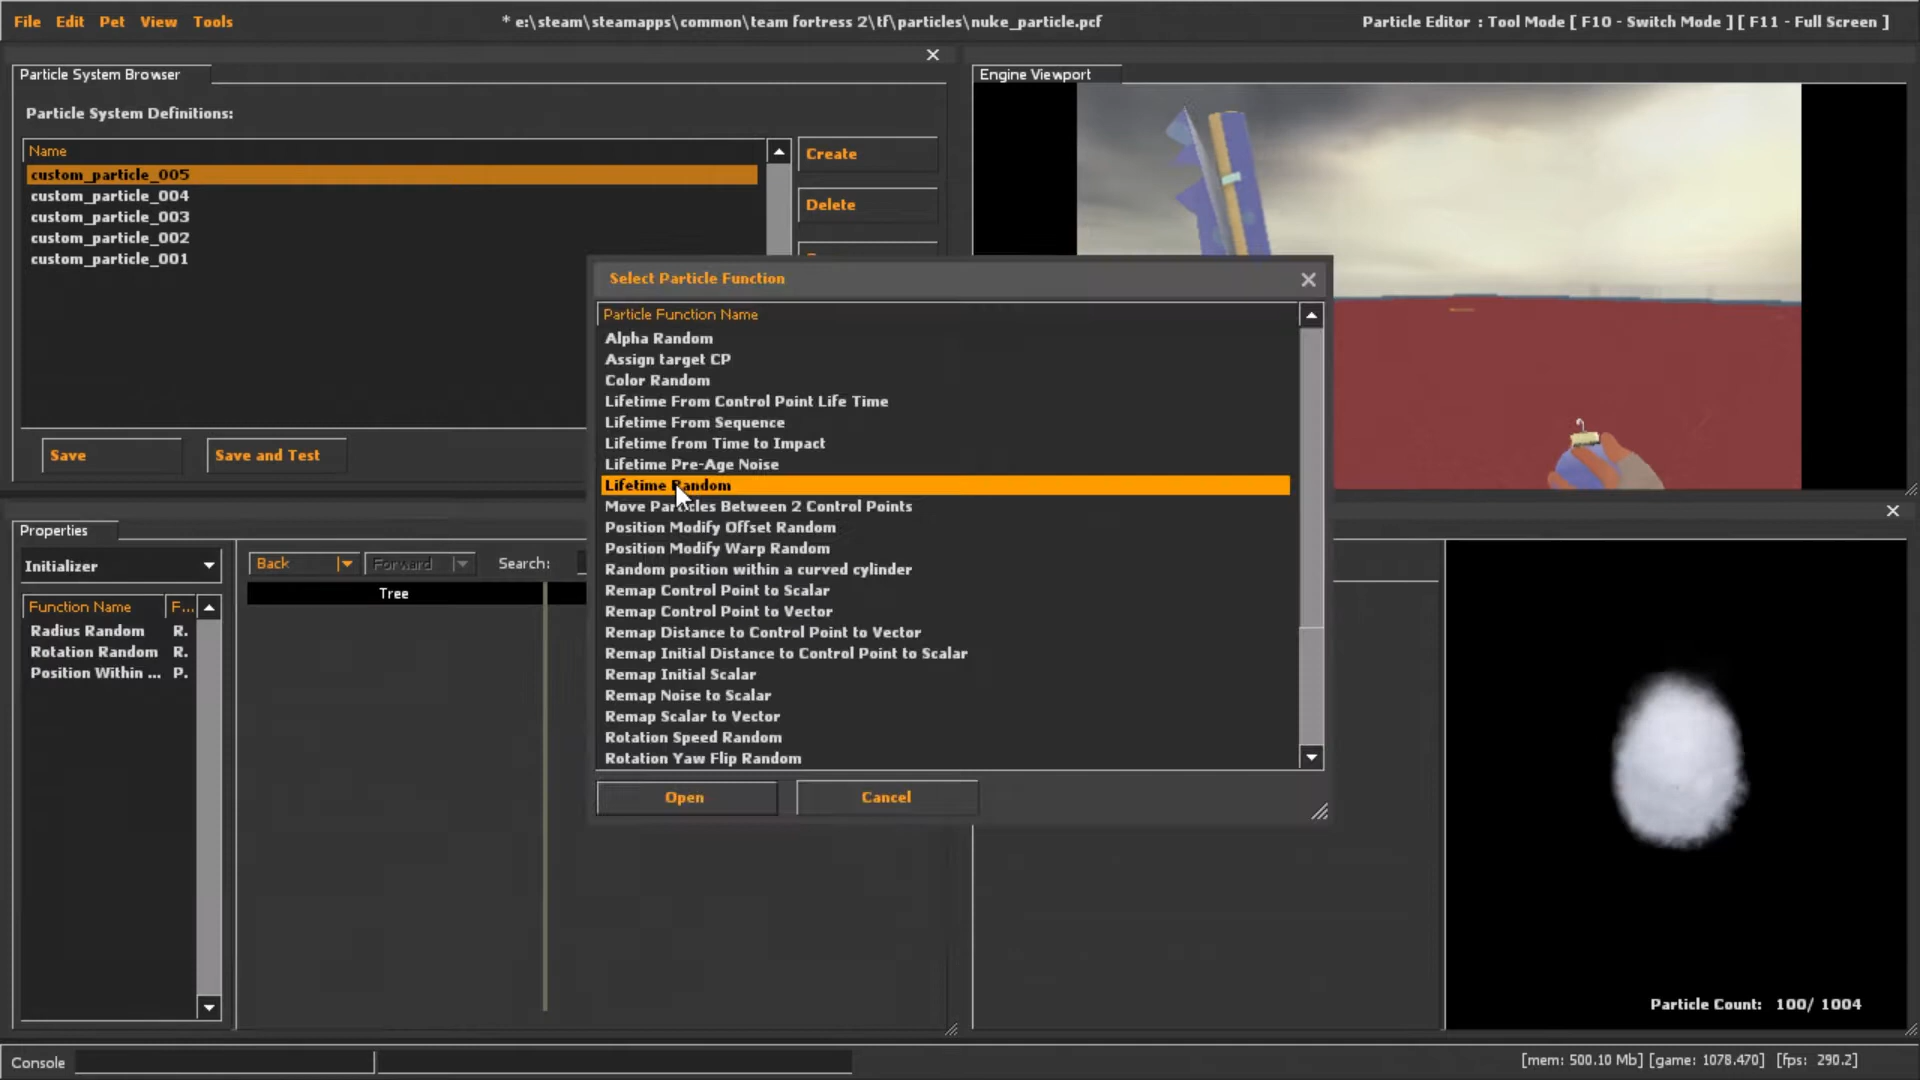 File Edit Pet View Tools
* e:\steam\steamapps\common\team fortress 2\tf\particles\nuke_particle.pcf
Particle Editor : Tool Mode [ F10 - Switch Mode ] [ F11 - Full Screen ]
Particle System Browser
Particle System Definitions:
Name
custom_particle_005
custom_particle_004
custom_particle_003
custom_particle_002
custom_particle_001
Create
Delete
Save
Save and Test
Engine Viewport
Select Particle Function
Particle Function Name
Alpha Random
Assign target CP
Color Random
Lifetime From Control Point Life Time
Lifetime From Sequence
Lifetime from Time to Impact
Lifetime Pre-Age Noise
Lifetime Random
Move Particles Between 2 Control Points
Position Modify Offset Random
Position Modify Warp Random
Random position within a curved cylinder
Remap Control Point to Scalar
Remap Control Point to Vector
Remap Distance to Control Point to Vector
Remap Initial Distance to Control Point to Scalar
Remap Initial Scalar
Remap Noise to Scalar
Remap Scalar to Vector
Rotation Speed Random
Rotation Yaw Flip Random
Open
Cancel
Properties
Initializer
Function Name F...
Radius Random R.
Rotation Random R.
Position Within ... P.
Back
Forward
Search:
Tree
Particle Count: 100/ 1004
Console
[mem: 500.10 Mb] [game: 1078.470] [fps: 290.2]